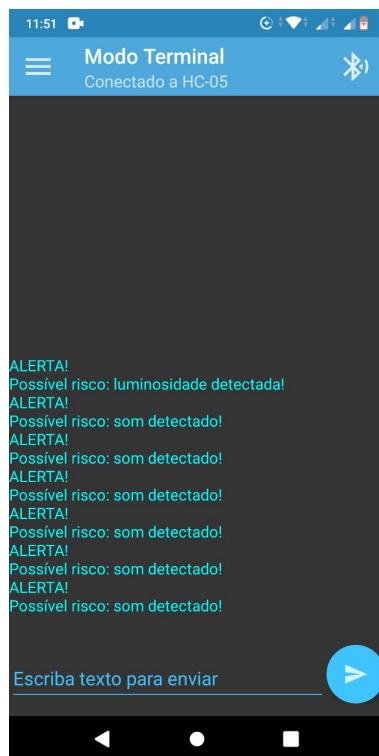 11:51
Modo Terminal
Conectado a HC-05
ALERTA!
Possível risco: luminosidade detectada!
ALERTA!
Possível risco: som detectado!
ALERTA!
Possível risco: som detectado!
ALERTA!
Possível risco: som detectado!
ALERTA!
Possível risco: som detectado!
ALERTA!
Possível risco: som detectado!
ALERTA!
Possível risco: som detectado!
Escriba texto para enviar